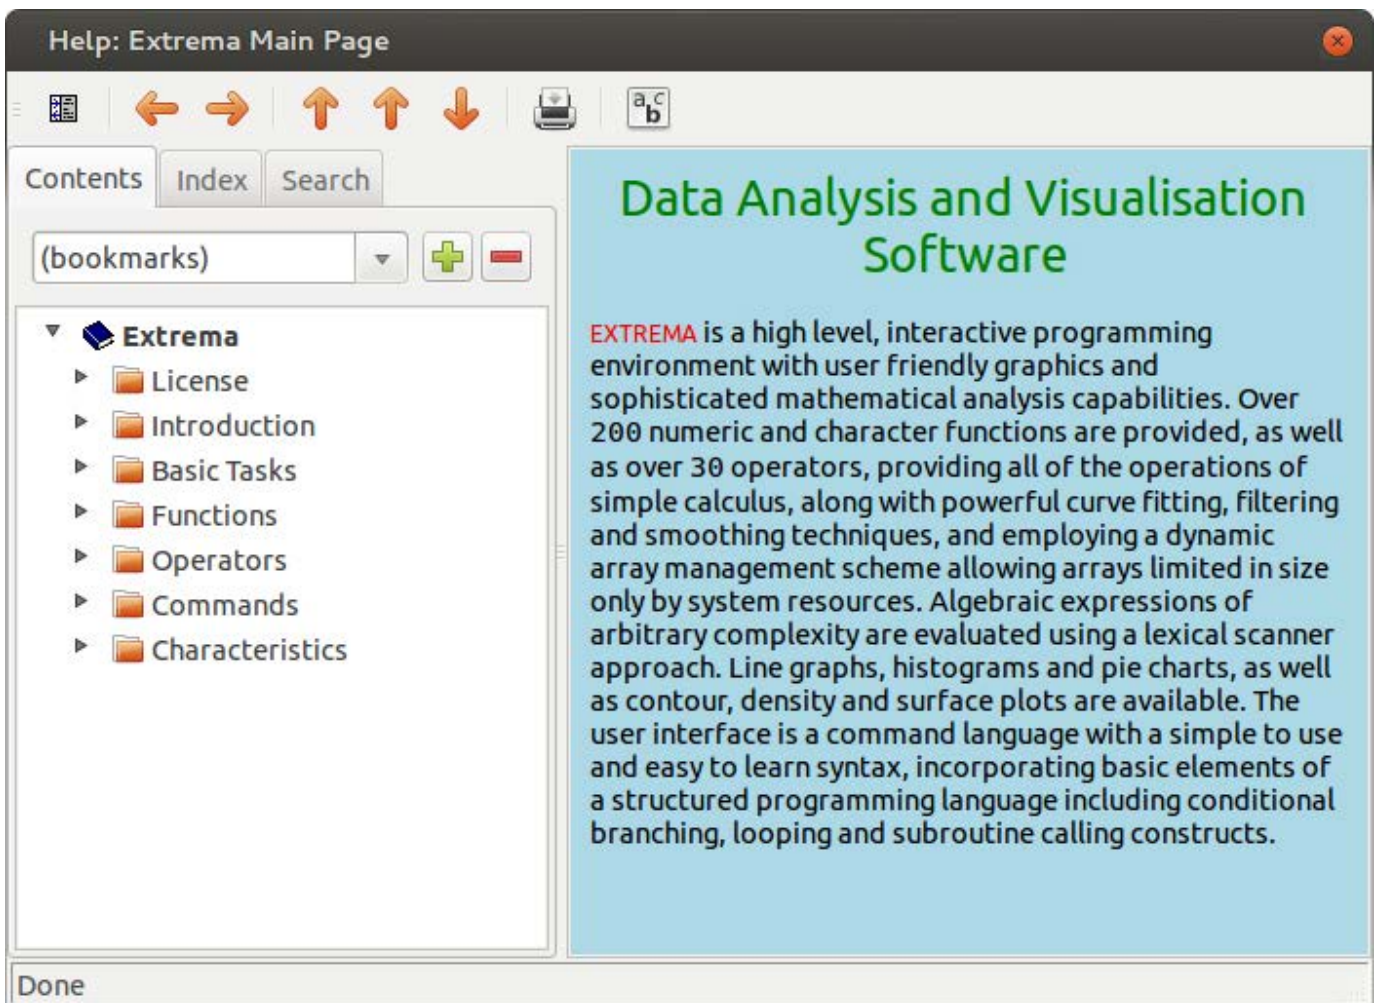 Help: Extrema Main Page
a b c
Contents Index Search
(bookmarks)
Extrema
License
Introduction
Basic Tasks
Functions
Operators
Commands
Characteristics
Data Analysis and Visualisation
Software
EXTREMA is a high level, interactive programming
environment with user friendly graphics and
sophisticated mathematical analysis capabilities. Over
200 numeric and character functions are provided, as well
as over 30 operators, providing all of the operations of
simple calculus, along with powerful curve fitting, filtering
and smoothing techniques, and employing a dynamic
array management scheme allowing arrays limited in size
only by system resources. Algebraic expressions of
arbitrary complexity are evaluated using a lexical scanner
approach. Line graphs, histograms and pie charts, as well
as contour, density and surface plots are available. The
user interface is a command language with a simple to use
and easy to learn syntax, incorporating basic elements of
a structured programming language including conditional
branching, looping and subroutine calling constructs.
Done